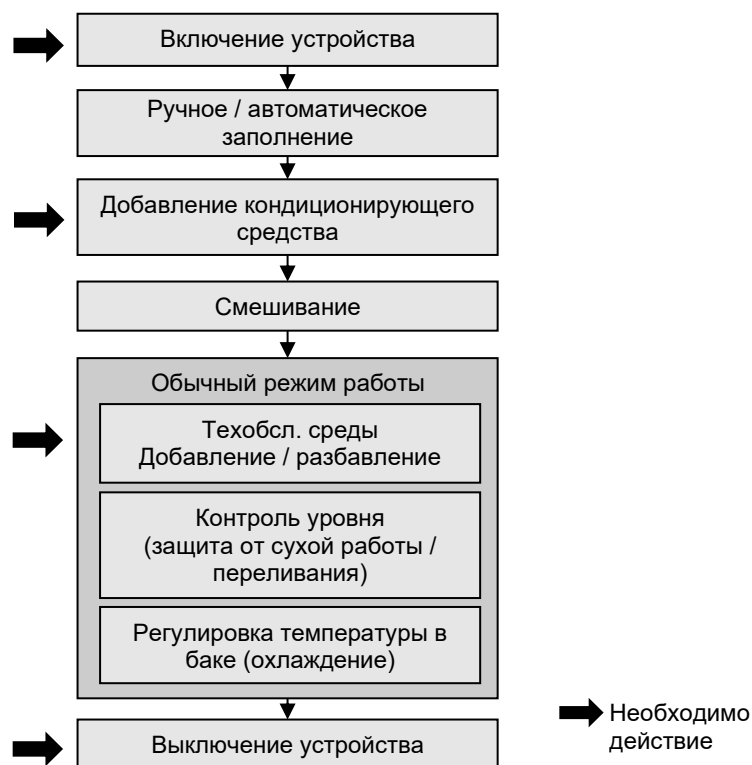 Включение устройства
Ручное / автоматическое
заполнение
Добавление кондиционирующего
средства
Смешивание
Обычный режим работы
Техобсл. среды
Добавление / разбавление
Контроль уровня
(защита от сухой работы /
переливания)
Регулировка температуры в
баке (охлаждение)
Выключение устройства
Необходимо
действие